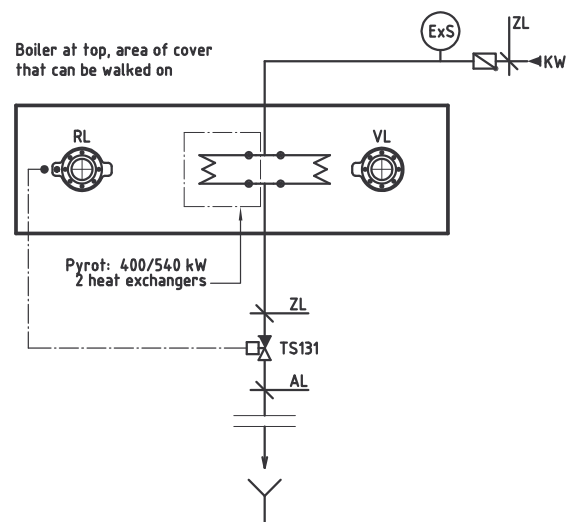 ZL
ExS
KW
Boiler at top, area of cover
that can be walked on
RL
VL
Pyrot: 400/540 kW
2 heat exchangers
ZL
TS131
AL